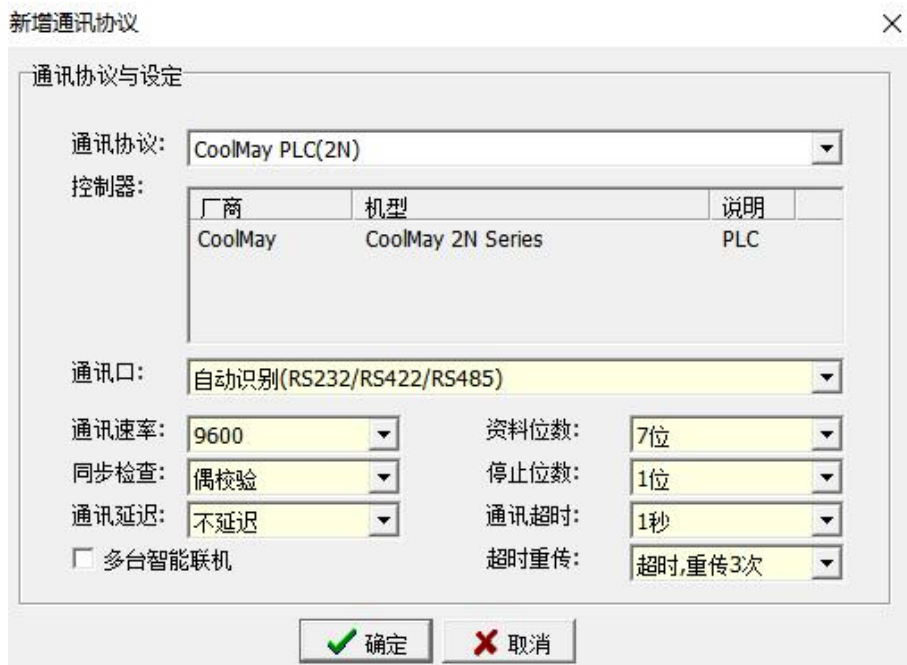 新增通讯协议
通讯协议与设定
通讯协议: CoolMay PLC(2N)
控制器:
厂商 机型 说明
CoolMay CoolMay 2N Series PLC
通讯口: 自动识别(RS232/RS422/RS485)
通讯速率: 9600 资料位数: 7位
同步检查: 偶校验 停止位数: 1位
通讯延迟: 不延迟 通讯超时: 1秒
多台智能联机 超时重传: 超时,重传3次
确定 取消